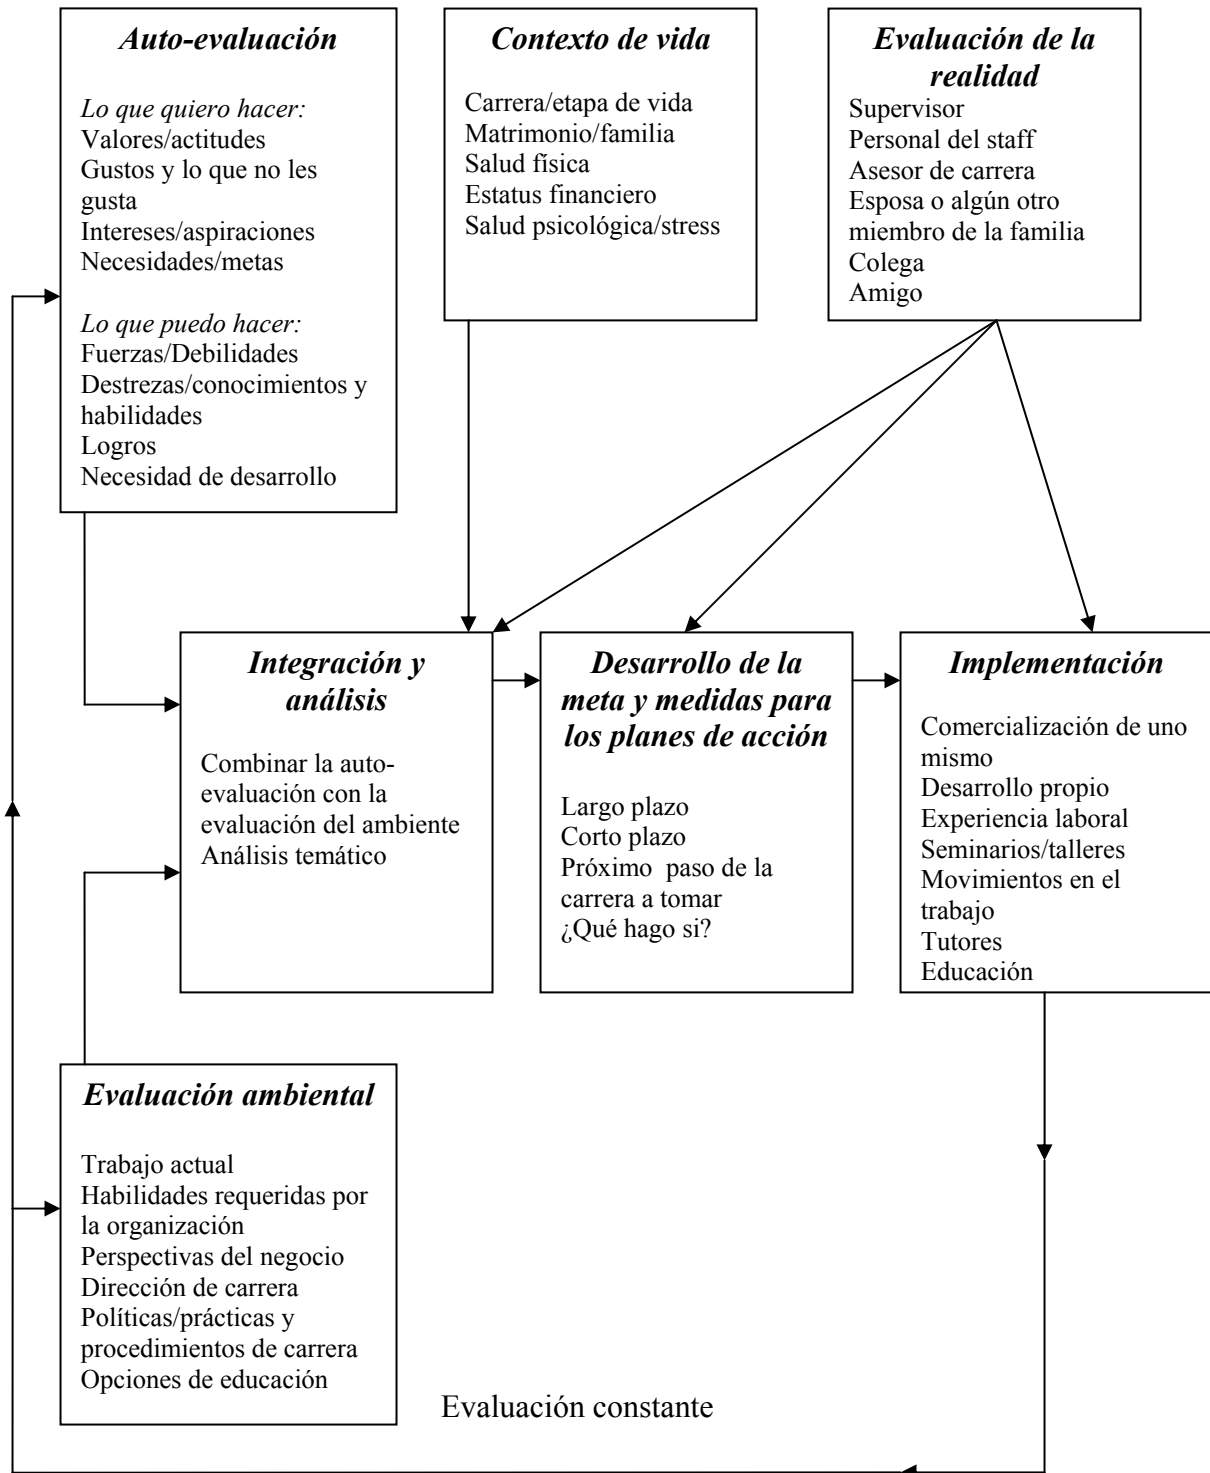 Auto-evaluación
Lo que quiero hacer:
Valores/actitudes
Gustos y lo que no les
gusta
Intereses/aspiraciones
Necesidades/metas
Lo que puedo hacer:
Fuerzas/Debilidades
Destrezas/conocimientos y
habilidades
Logros
Necesidad de desarrollo
Contexto de vida
Carrera/etapa de vida
Matrimonio/familia
Salud física
Estatus financiero
Salud psicológica/stress
Evaluación de la
realidad
Supervisor
Personal del staff
Asesor de carrera
Esposa o algún otro
miembro de la familia
Colega
Amigo
Integración y
análisis
Combinar la auto-
evaluación con la
evaluación del ambiente
Análisis temático
Desarrollo de la
meta y medidas para
los planes de acción
Largo plazo
Corto plazo
Próximo  paso de la
carrera a tomar
¿Qué hago si?
Implementación
Comercialización de uno
mismo
Desarrollo propio
Experiencia laboral
Seminarios/talleres
Movimientos en el
trabajo
Tutores
Educación
Evaluación ambiental
Trabajo actual
Habilidades requeridas por
la organización
Perspectivas del negocio
Dirección de carrera
Políticas/prácticas y
procedimientos de carrera
Opciones de educación
Evaluación constante